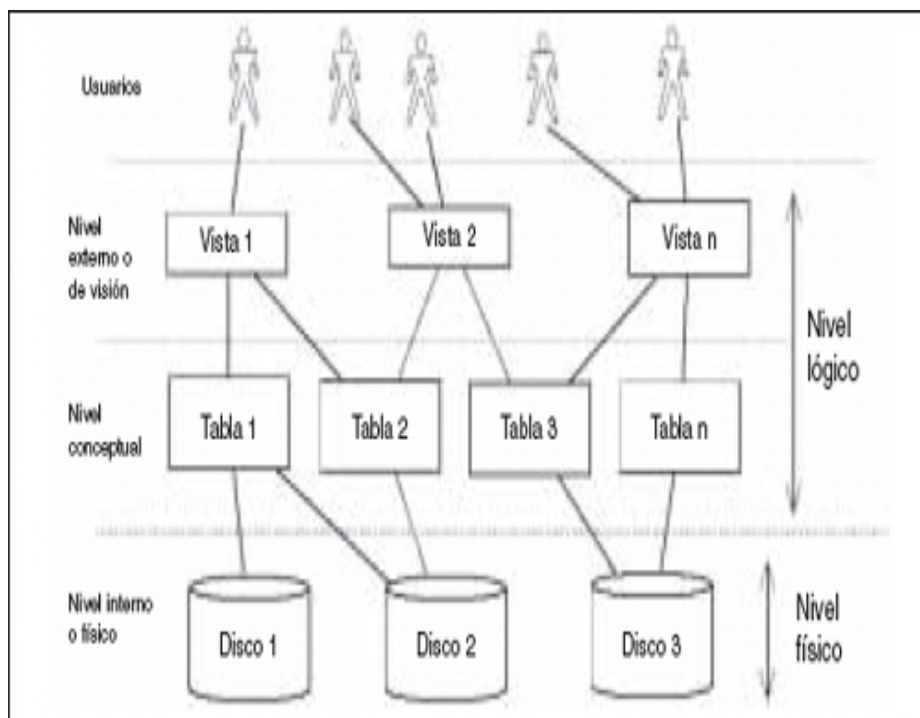 Usuarios
Nivel
externo o
de visión
Vista 1
Vista 2
Vista n
Nivel
lógico
Nivel
conceptual
Tabla 1
Tabla 2
Tabla 3
Tabla n
Nivel interno
o físico
Disco 1
Disco 2
Disco 3
Nivel
físico